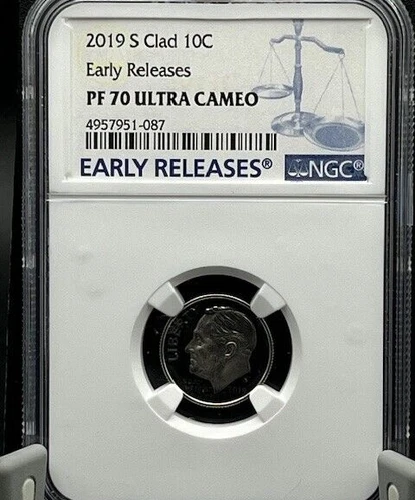 2019 S Clad 10C
Early Releases
PF 70 ULTRA CAMEO
4957951-087
EARLY RELEASES®
NGC®
LIBERTY